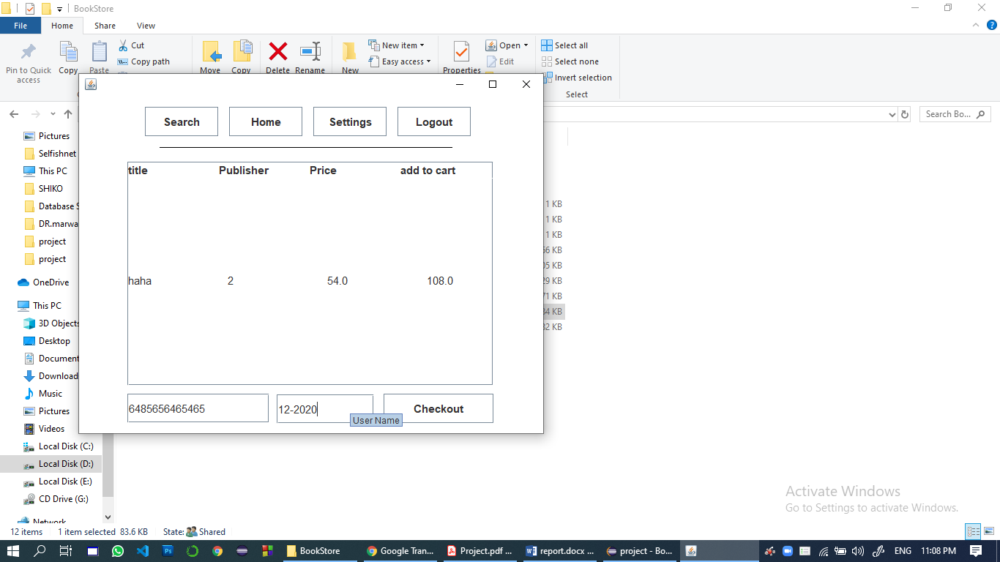 BookStore
File Home Share View
Pin to Quick access
Copy
Paste
Cut
Copy path
Move
Copy
Delete
Rename
New
New item
Easy access
Properties
Open
Edit
Select all
Select none
Invert selection
Select
Search Bo...
Pictures
Selfishnet
This PC
SHIKO
Database S
DR.marwa
project
project
OneDrive
This PC
3D Objects
Desktop
Document
Download
Music
Pictures
Videos
Local Disk (C:)
Local Disk (D:)
Local Disk (E:)
CD Drive (G:)
Network
Search Home Settings Logout
title Publisher Price add to cart
haha 2 54.0 108.0
6485656465465 12-2020 Checkout
User Name
1 KB
1 KB
1 KB
66 KB
05 KB
29 KB
71 KB
84 KB
32 KB
Activate Windows
Go to Settings to activate Windows.
12 items 1 item selected 83.6 KB State: Shared
BookStore Google Tran... Project.pdf ... report.docx ... project - Bo... ENG 11:08 PM